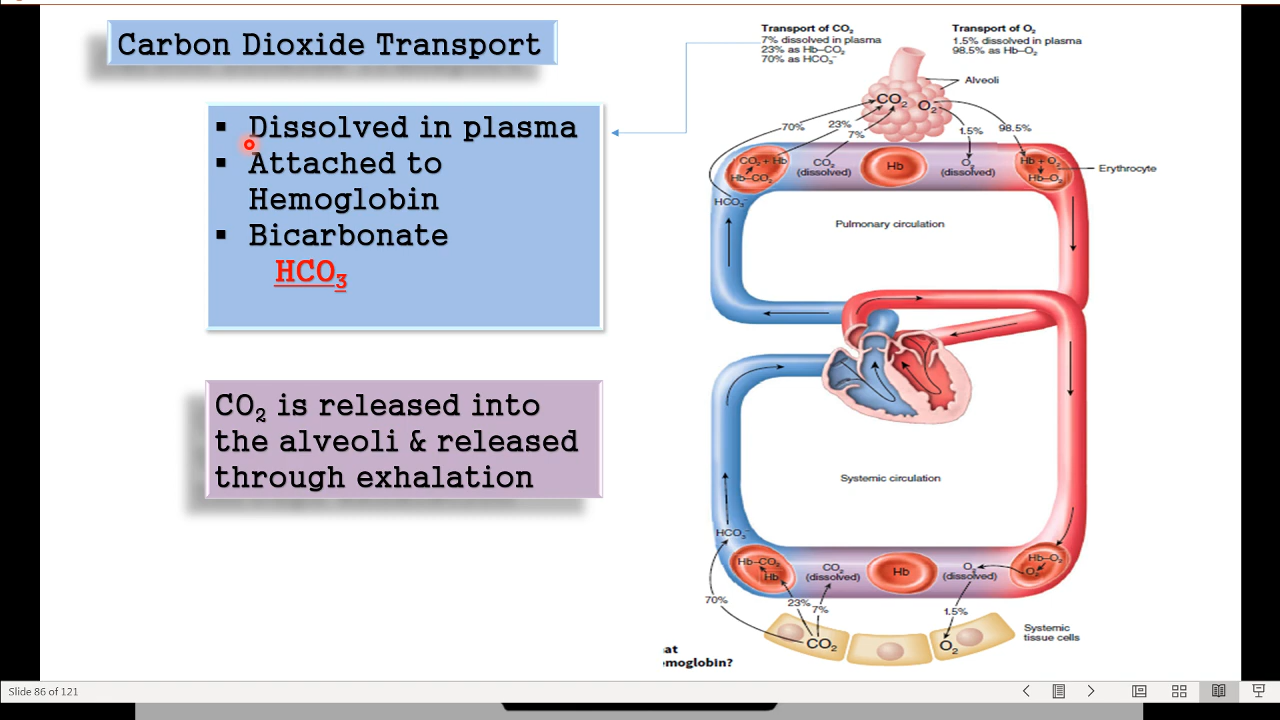 Carbon Dioxide Transport
▪ Dissolved in plasma
▪ Attached to
Hemoglobin
▪ Bicarbonate
HCO₃
CO₂ is released into
the alveoli & released
through exhalation
Transport of CO₂
7% dissolved in plasma
23% as Hb–CO₂
70% as HCO₃⁻
Transport of O₂
1.5% dissolved in plasma
98.5% as Hb–O₂
Alveoli
CO₂
O₂
70%
23%
7%
1.5%
98.5%
CO₂ + Hb
Hb–CO₂
CO₂
(dissolved)
Hb
O₂
(dissolved)
Hb + O₂
Hb–O₂
Erythrocyte
HCO₃⁻
Pulmonary circulation
Systemic circulation
HCO₃⁻
Hb–CO₂
Hb
CO₂
(dissolved)
Hb
O₂
(dissolved)
Hb–O₂
O₂
70%
23%
7%
1.5%
CO₂
O₂
Systemic
tissue cells
at
emoglobin?
Slide 86 of 121